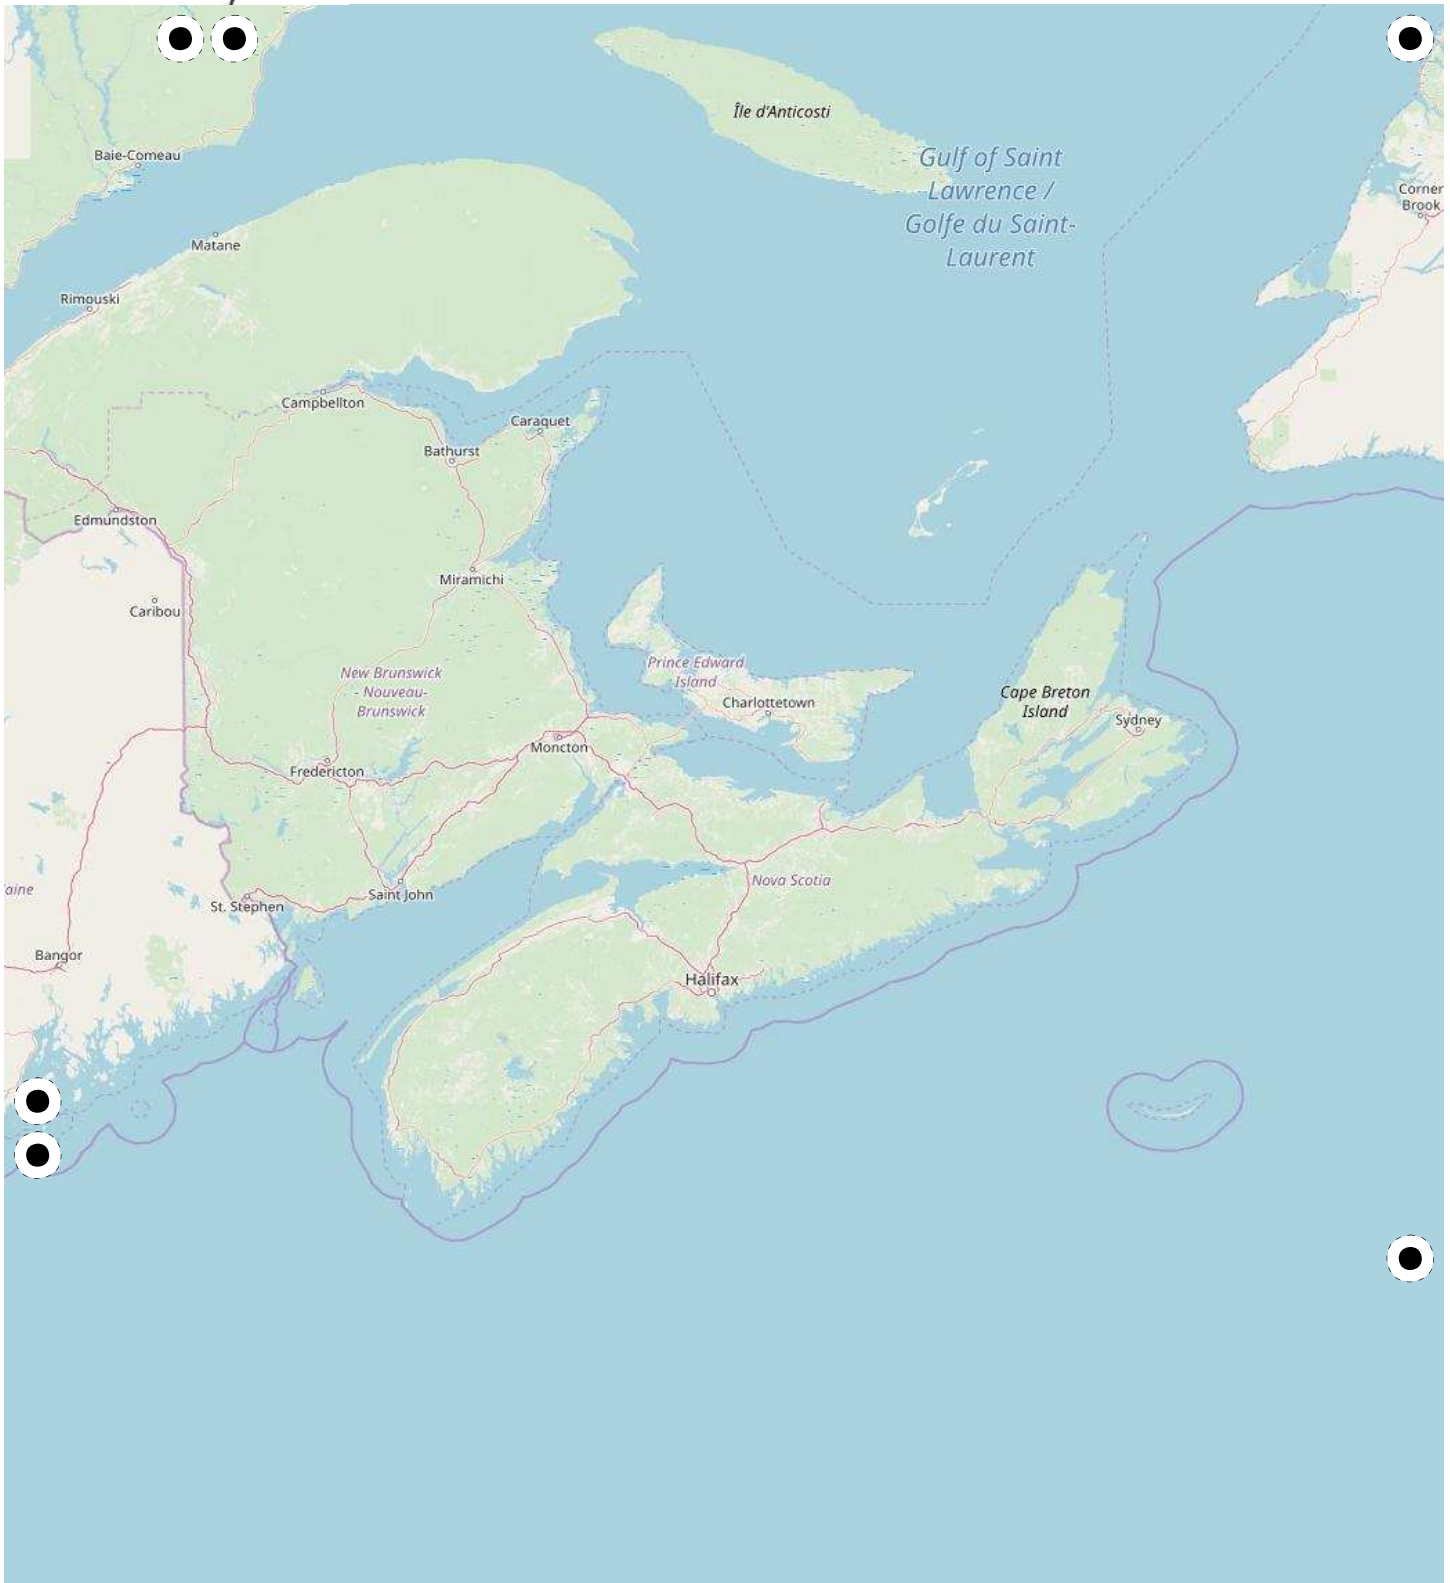 Île d'Anticosti
Baie-Comeau
Gulf of Saint
Lawrence /
Golfe du Saint-
Laurent
Corner
Brook
Matane
Rimouski
Campbellton
Caraquet
Bathurst
Edmundston
Miramichi
Caribou
New Brunswick
- Nouveau-
Brunswick
Prince Edward
Island
Charlottetown
Cape Breton
Island
Sydney
Moncton
Fredericton
Nova Scotia
aine
Saint John
St. Stephen
Bangor
Halifax